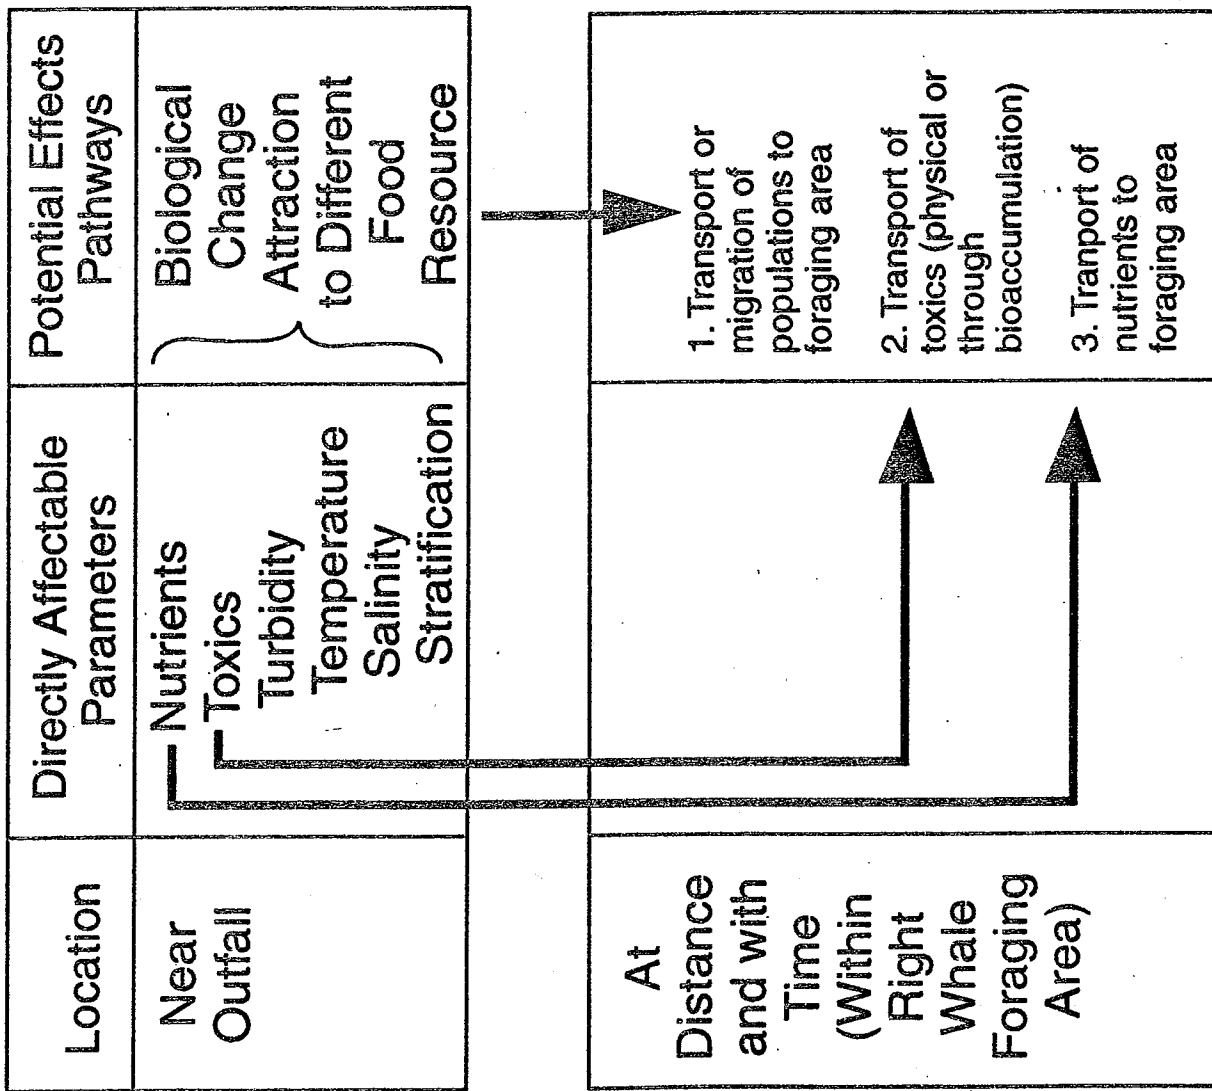 Location
Directly Affectable
Parameters
Potential Effects
Pathways
Near
Outfall
Nutrients
Toxics
Turbidity
Temperature
Salinity
Stratification
Biological
Change
Attraction
to Different
Food
Resource
At
Distance
and with
Time
(Within
Right
Whale
Foraging
Area)
1. Transport or
migration of
populations to
foraging area
2. Transport of
toxics (physical or
through
bioaccumulation)
3. Tranport of
nutrients to
foraging area